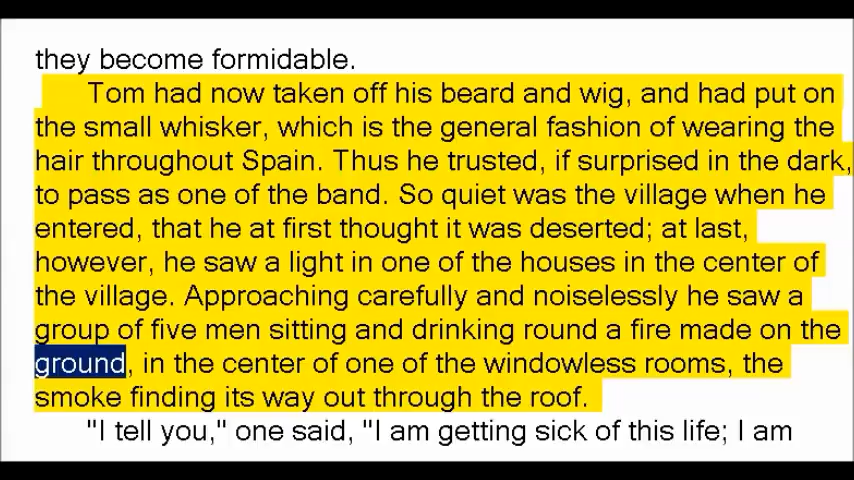 they become formidable.
Tom had now taken off his beard and wig, and had put on
the small whisker, which is the general fashion of wearing the
hair throughout Spain. Thus he trusted, if surprised in the dark,
to pass as one of the band. So quiet was the village when he
entered, that he at first thought it was deserted; at last,
however, he saw a light in one of the houses in the center of
the village. Approaching carefully and noiselessly he saw a
group of five men sitting and drinking round a fire made on the
ground, in the center of one of the windowless rooms, the
smoke finding its way out through the roof.
"I tell you," one said, "I am getting sick of this life; I am